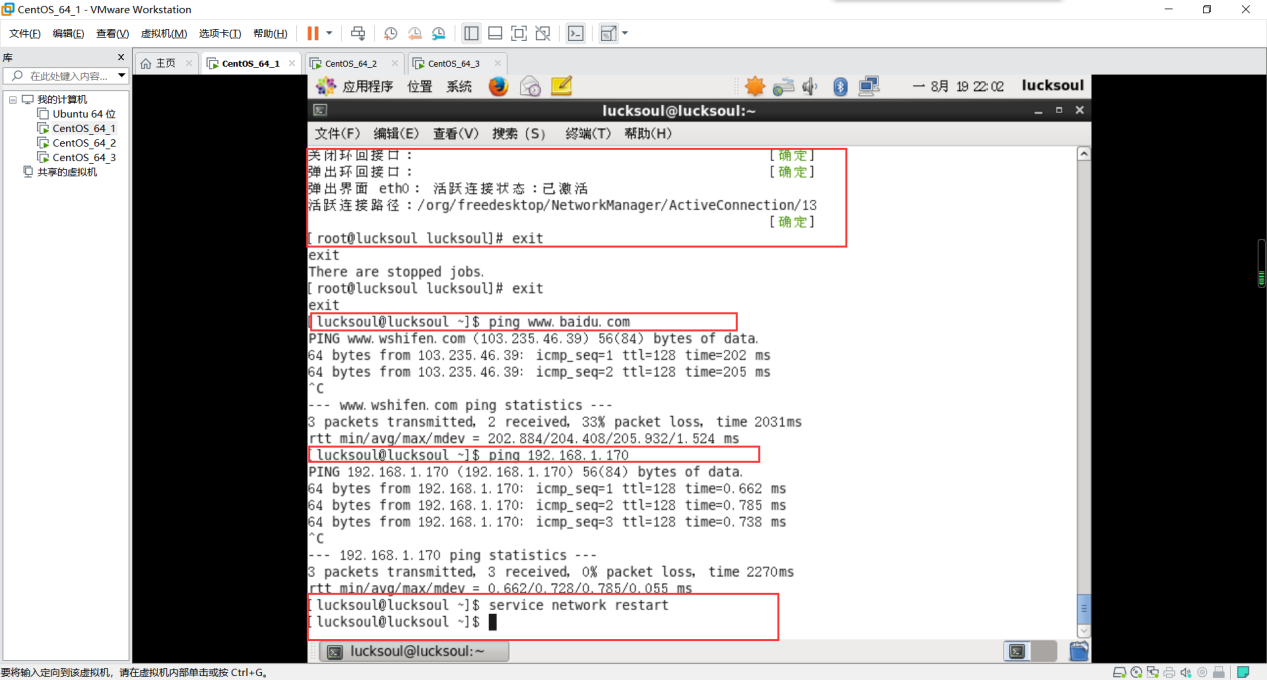 CentOS_64_1 - VMware Workstation
文件(F) 编辑(E) 查看(V) 虚拟机(M) 选项卡(T) 帮助(H)
库
在此处键入内容...
我的计算机
Ubuntu 64 位
CentOS_64_1
CentOS_64_2
CentOS_64_3
共享的虚拟机
主页 CentOS_64_1 CentOS_64_2 CentOS_64_3
应用程序 位置 系统 一 8月 19 22:02 lucksoul
lucksoul@lucksoul:~
文件(F) 编辑(E) 查看(V) 搜索 (S) 终端(T) 帮助(H)
关闭环回接口： [确定]
弹出环回接口： [确定]
弹出界面 eth0： 活跃连接状态：已激活
活跃连接路径：/org/freedesktop/NetworkManager/ActiveConnection/13
[确定]
[root@lucksoul lucksoul]# exit
exit
There are stopped jobs.
[root@lucksoul lucksoul]# exit
exit
[lucksoul@lucksoul ~]$ ping www.baidu.com
PING www.wshifen.com (103.235.46.39) 56(84) bytes of data.
64 bytes from 103.235.46.39: icmp_seq=1 ttl=128 time=202 ms
64 bytes from 103.235.46.39: icmp_seq=2 ttl=128 time=205 ms
^C
--- www.wshifen.com ping statistics ---
3 packets transmitted, 2 received, 33% packet loss, time 2031ms
rtt min/avg/max/mdev = 202.884/204.408/205.932/1.524 ms
[lucksoul@lucksoul ~]$ ping 192.168.1.170
PING 192.168.1.170 (192.168.1.170) 56(84) bytes of data.
64 bytes from 192.168.1.170: icmp_seq=1 ttl=128 time=0.662 ms
64 bytes from 192.168.1.170: icmp_seq=2 ttl=128 time=0.785 ms
64 bytes from 192.168.1.170: icmp_seq=3 ttl=128 time=0.738 ms
^C
--- 192.168.1.170 ping statistics ---
3 packets transmitted, 3 received, 0% packet loss, time 2270ms
rtt min/avg/max/mdev = 0.662/0.728/0.785/0.055 ms
[lucksoul@lucksoul ~]$ service network restart
[lucksoul@lucksoul ~]$
lucksoul@lucksoul:~
要将输入定向到该虚拟机，请在虚拟机内部单击或按 Ctrl+G。